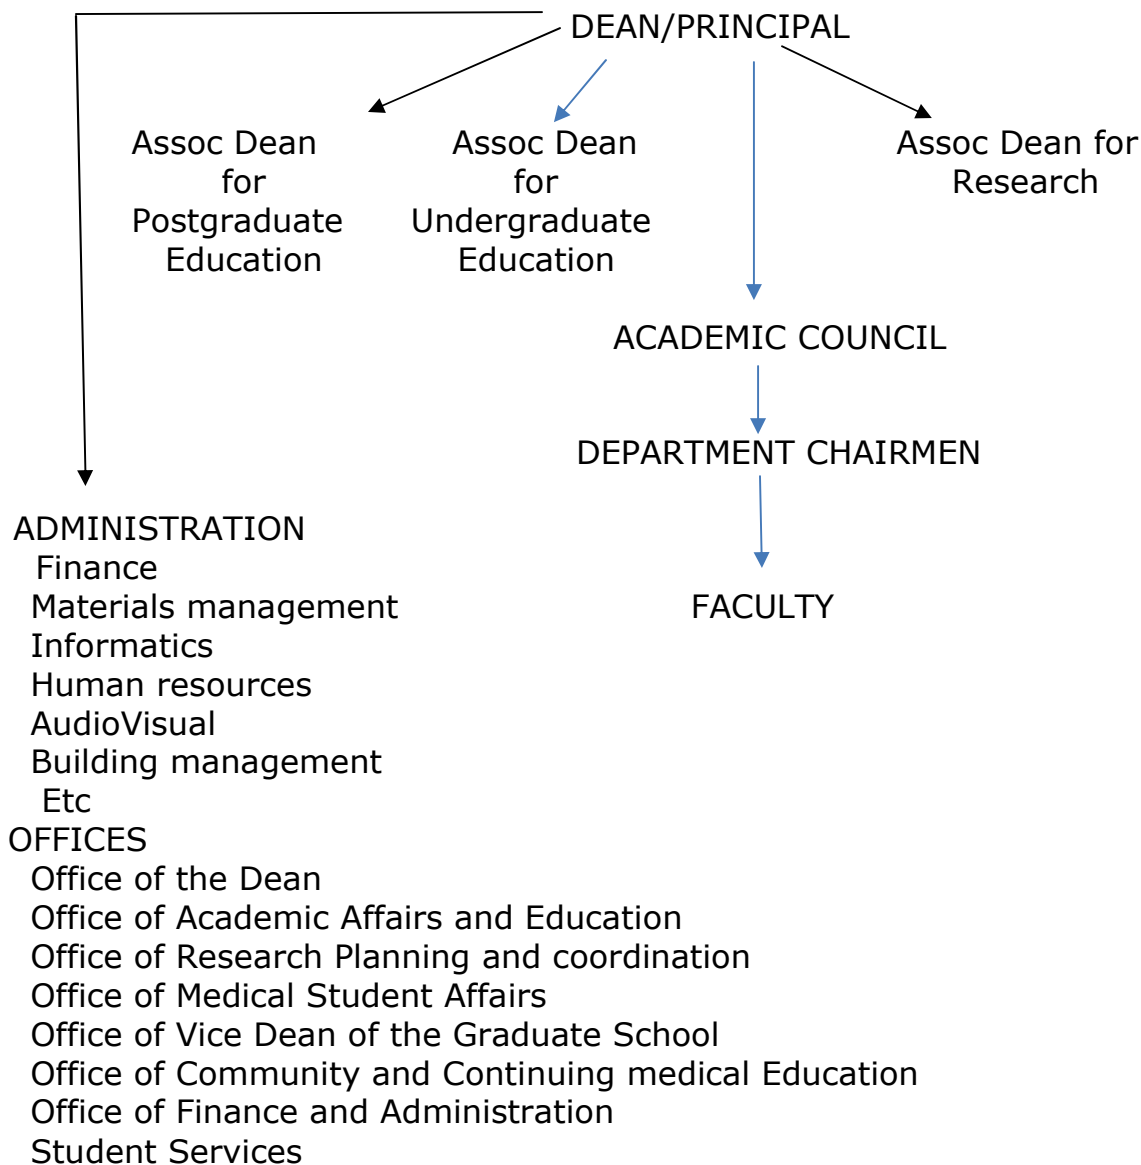 DEAN/PRINCIPAL
Assoc Dean
for
Postgraduate
Education
Assoc Dean
for
Undergraduate
Education
Assoc Dean for
Research
ACADEMIC COUNCIL
DEPARTMENT CHAIRMEN
FACULTY
ADMINISTRATION
Finance
Materials management
Informatics
Human resources
AudioVisual
Building management
Etc
OFFICES
Office of the Dean
Office of Academic Affairs and Education
Office of Research Planning and coordination
Office of Medical Student Affairs
Office of Vice Dean of the Graduate School
Office of Community and Continuing medical Education
Office of Finance and Administration
Student Services